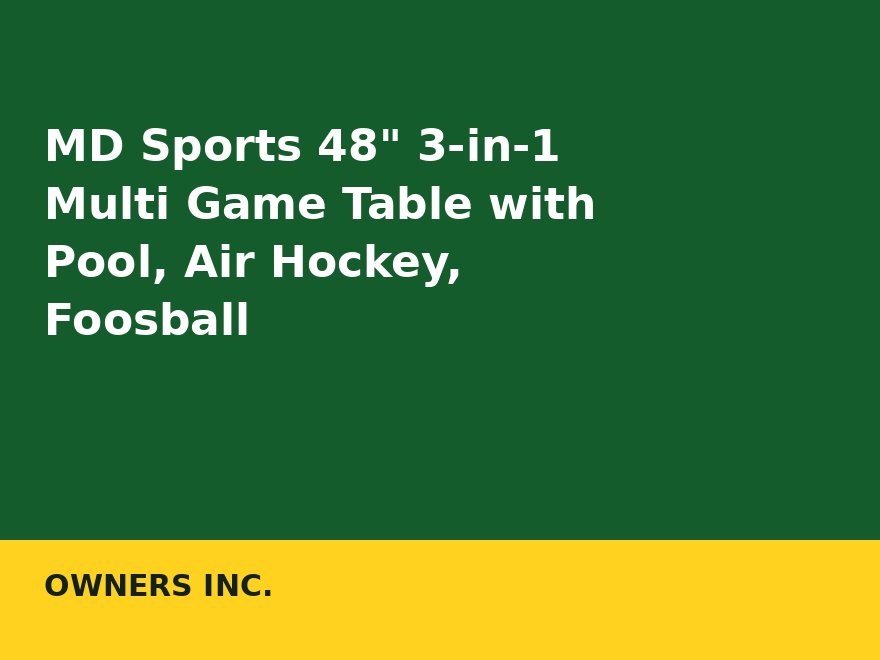 MD Sports 48" 3-in-1
Multi Game Table with
Pool, Air Hockey,
Foosball
OWNERS INC.